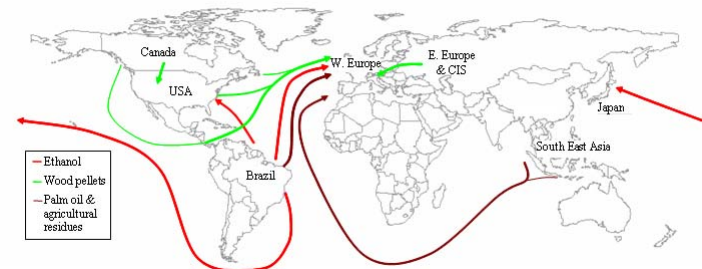 Canada
USA
W. Europe
E. Europe
& CIS
Japan
South East Asia
Brazil
Ethanol
Wood pellets
Palm oil &
agricultural
residues